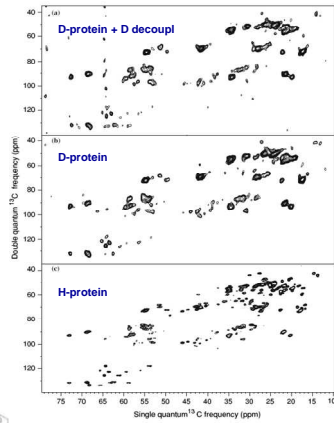 (a)
D-protein + D decoupl
40
60
80
100
120
(b)
D-protein
40
60
80
100
120
(c)
H-protein
40
60
80
100
120
75 70 65 60 55 50 45 40 35 30 25 20 15 10
Single quantum 13 C frequency (ppm)
Double quantum 13C frequency (ppm)